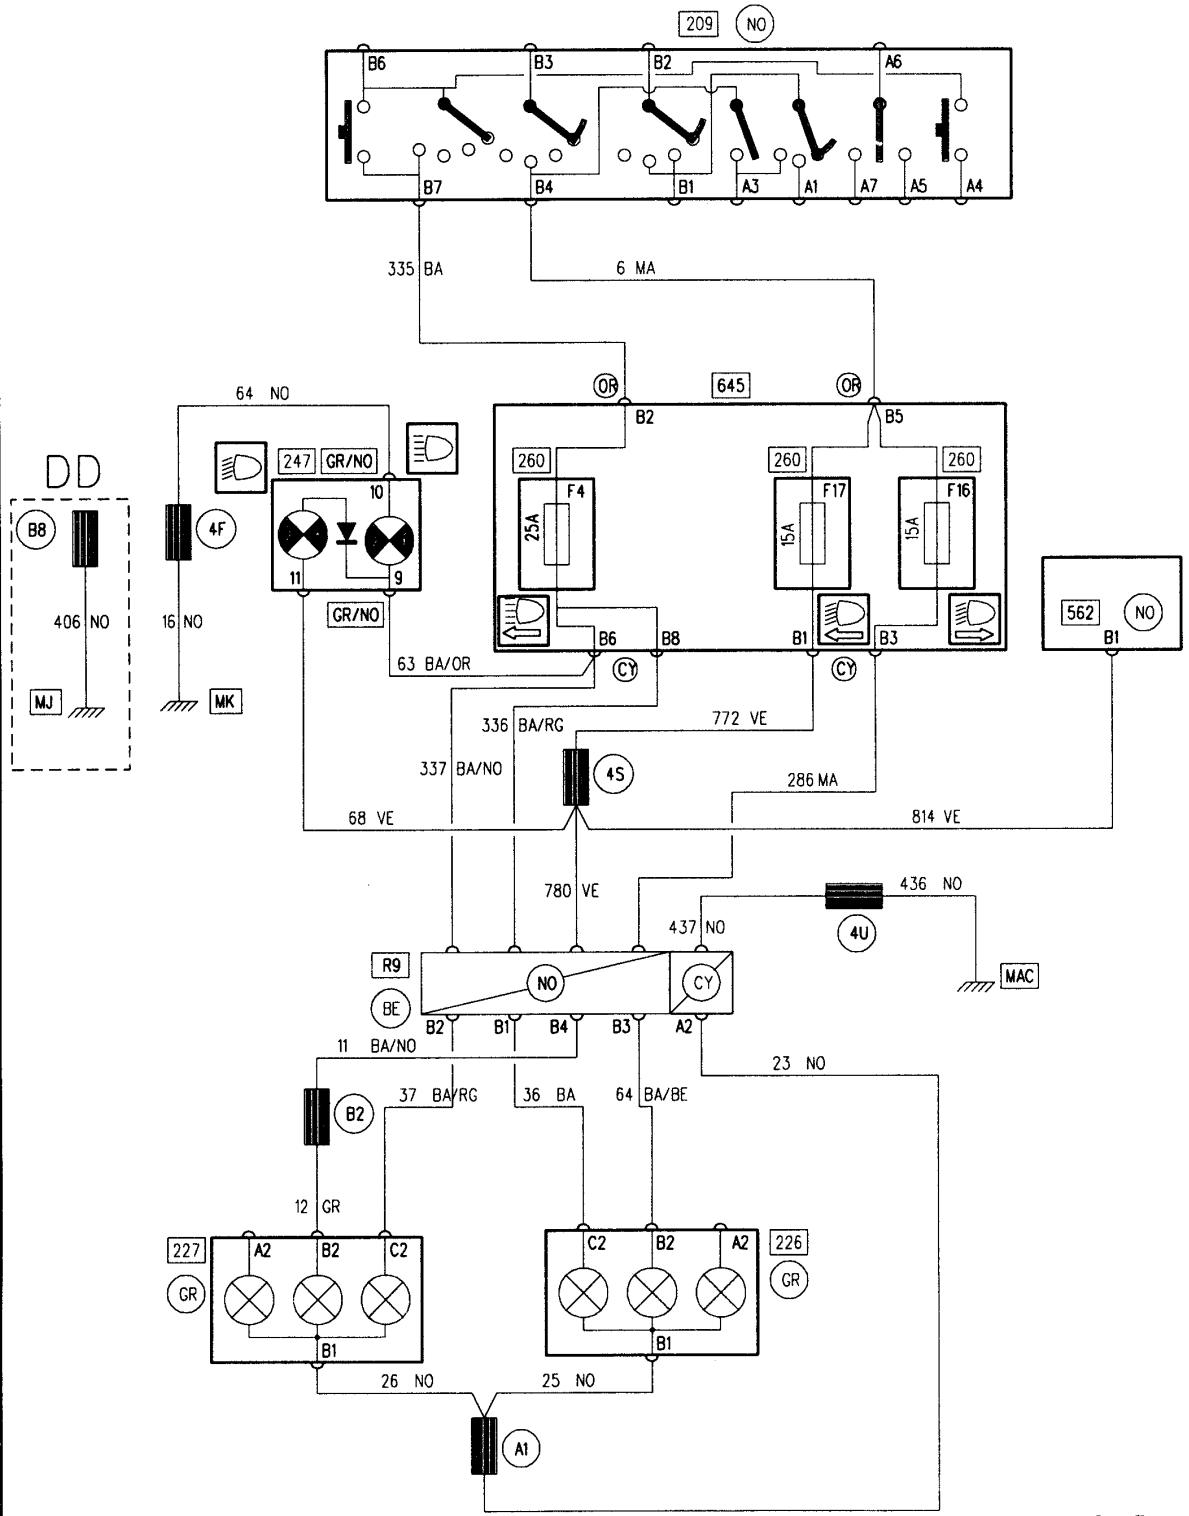 209 NO
B6 B3 B2 A6
B7 B4 B1 A3 A1 A7 A5 A4
335 BA
6 MA
OR 645 OR
64 NO
B2 B5
247 GR/NO
260 260 260
DD
10
F4 F17 F16
B8
4F
25A 15A 15A
11 9
406 NO
16 NO
GR/NO
562 NO
B6 B8 B1 B3 B1
63 BA/OR
CY CY
MJ
MK
336 BA/RG
772 VE
337 BA/NO
4S
286 MA
68 VE
814 VE
780 VE
436 NO
437 NO
4U
R9
NO CY
MAC
BE
B2 B1 B4 B3 A2
11 BA/NO
23 NO
37 BA/RG
36 BA
64 BA/BE
B2
12 GR
227
A2 B2 C2
C2 B2 A2
226
GR
GR
B1
B1
26 NO
25 NO
A1